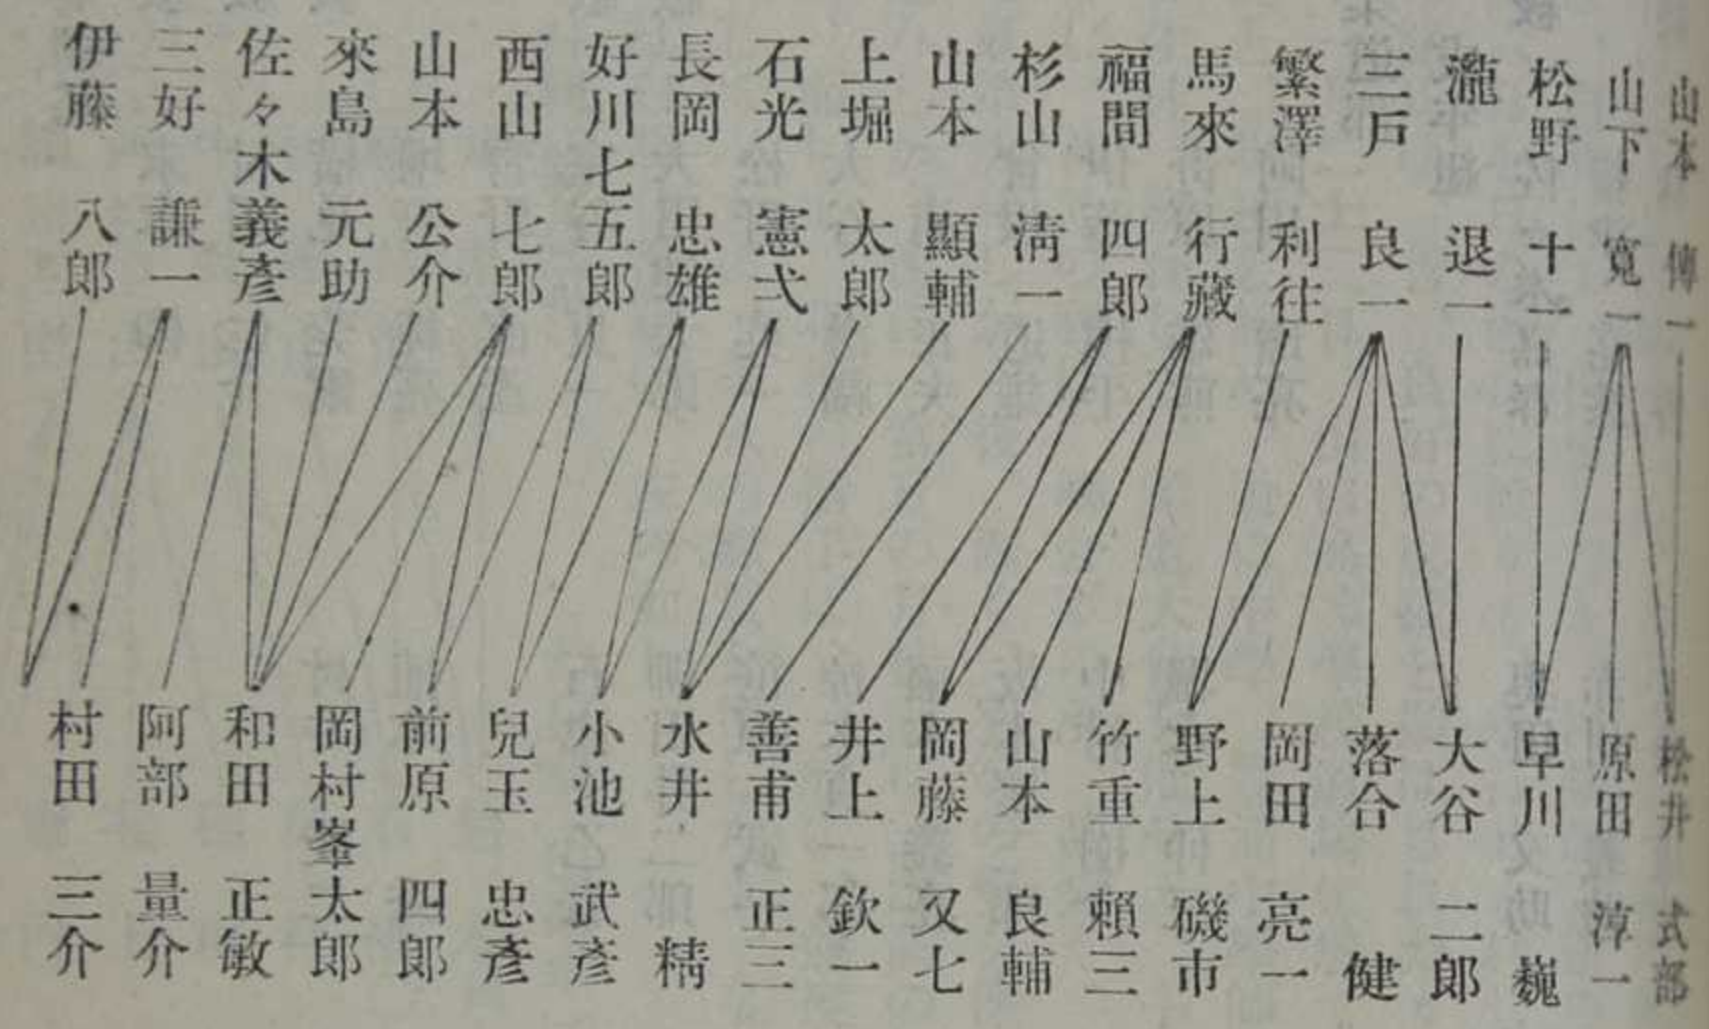 山本 傳一
山下 寬一
松野 十一
瀧 退一
三戸 良一
繁澤 利往
馬來 行藏
福間 四郎
杉山 淸一
山本 顯輔
上堀 太郎
石光 憲弌
長岡 忠雄
好川七五郎
西山 七郎
山本 公介
來島 元助
佐々木義彥
三好 謙一
伊藤 八郎
松井 式部
原田 淳一
早川 巍
大谷 二郎
落合 健
岡田 亮一
野上 磯市
竹重 賴三
山本 良輔
岡藤 又七
井上 欽一
善甫 正三
水井 精
小池 武彥
兒玉 忠彥
前原 四郎
岡村峯太郎
和田 正敏
阿部 量介
村田 三介